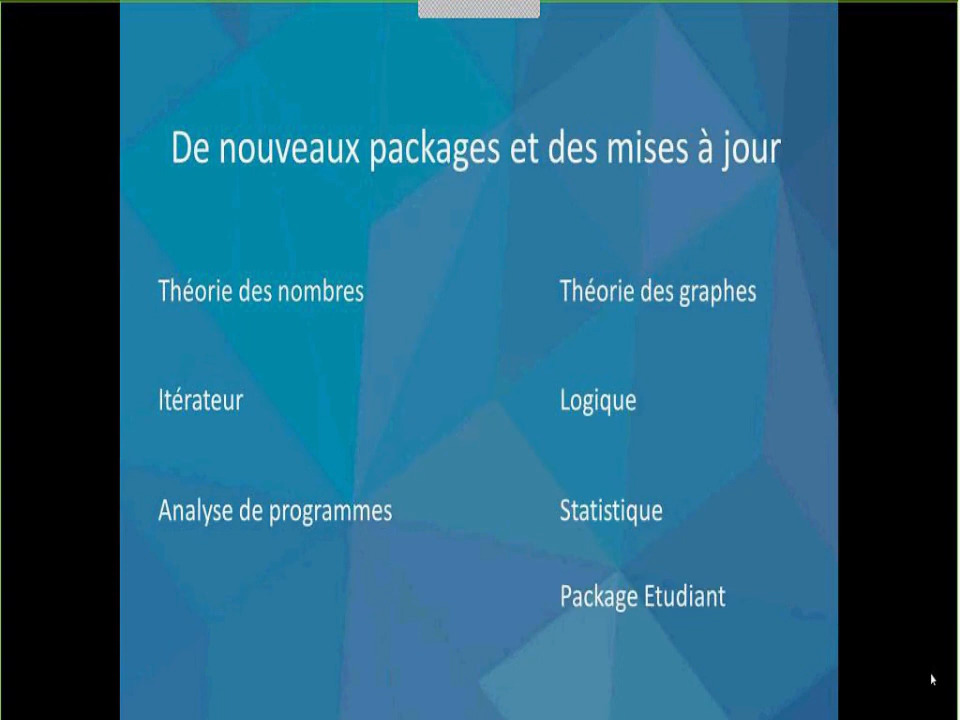 De nouveaux packages et des mises à jour
Théorie des nombres
Théorie des graphes
Itérateur
Logique
Analyse de programmes
Statistique
Package Etudiant